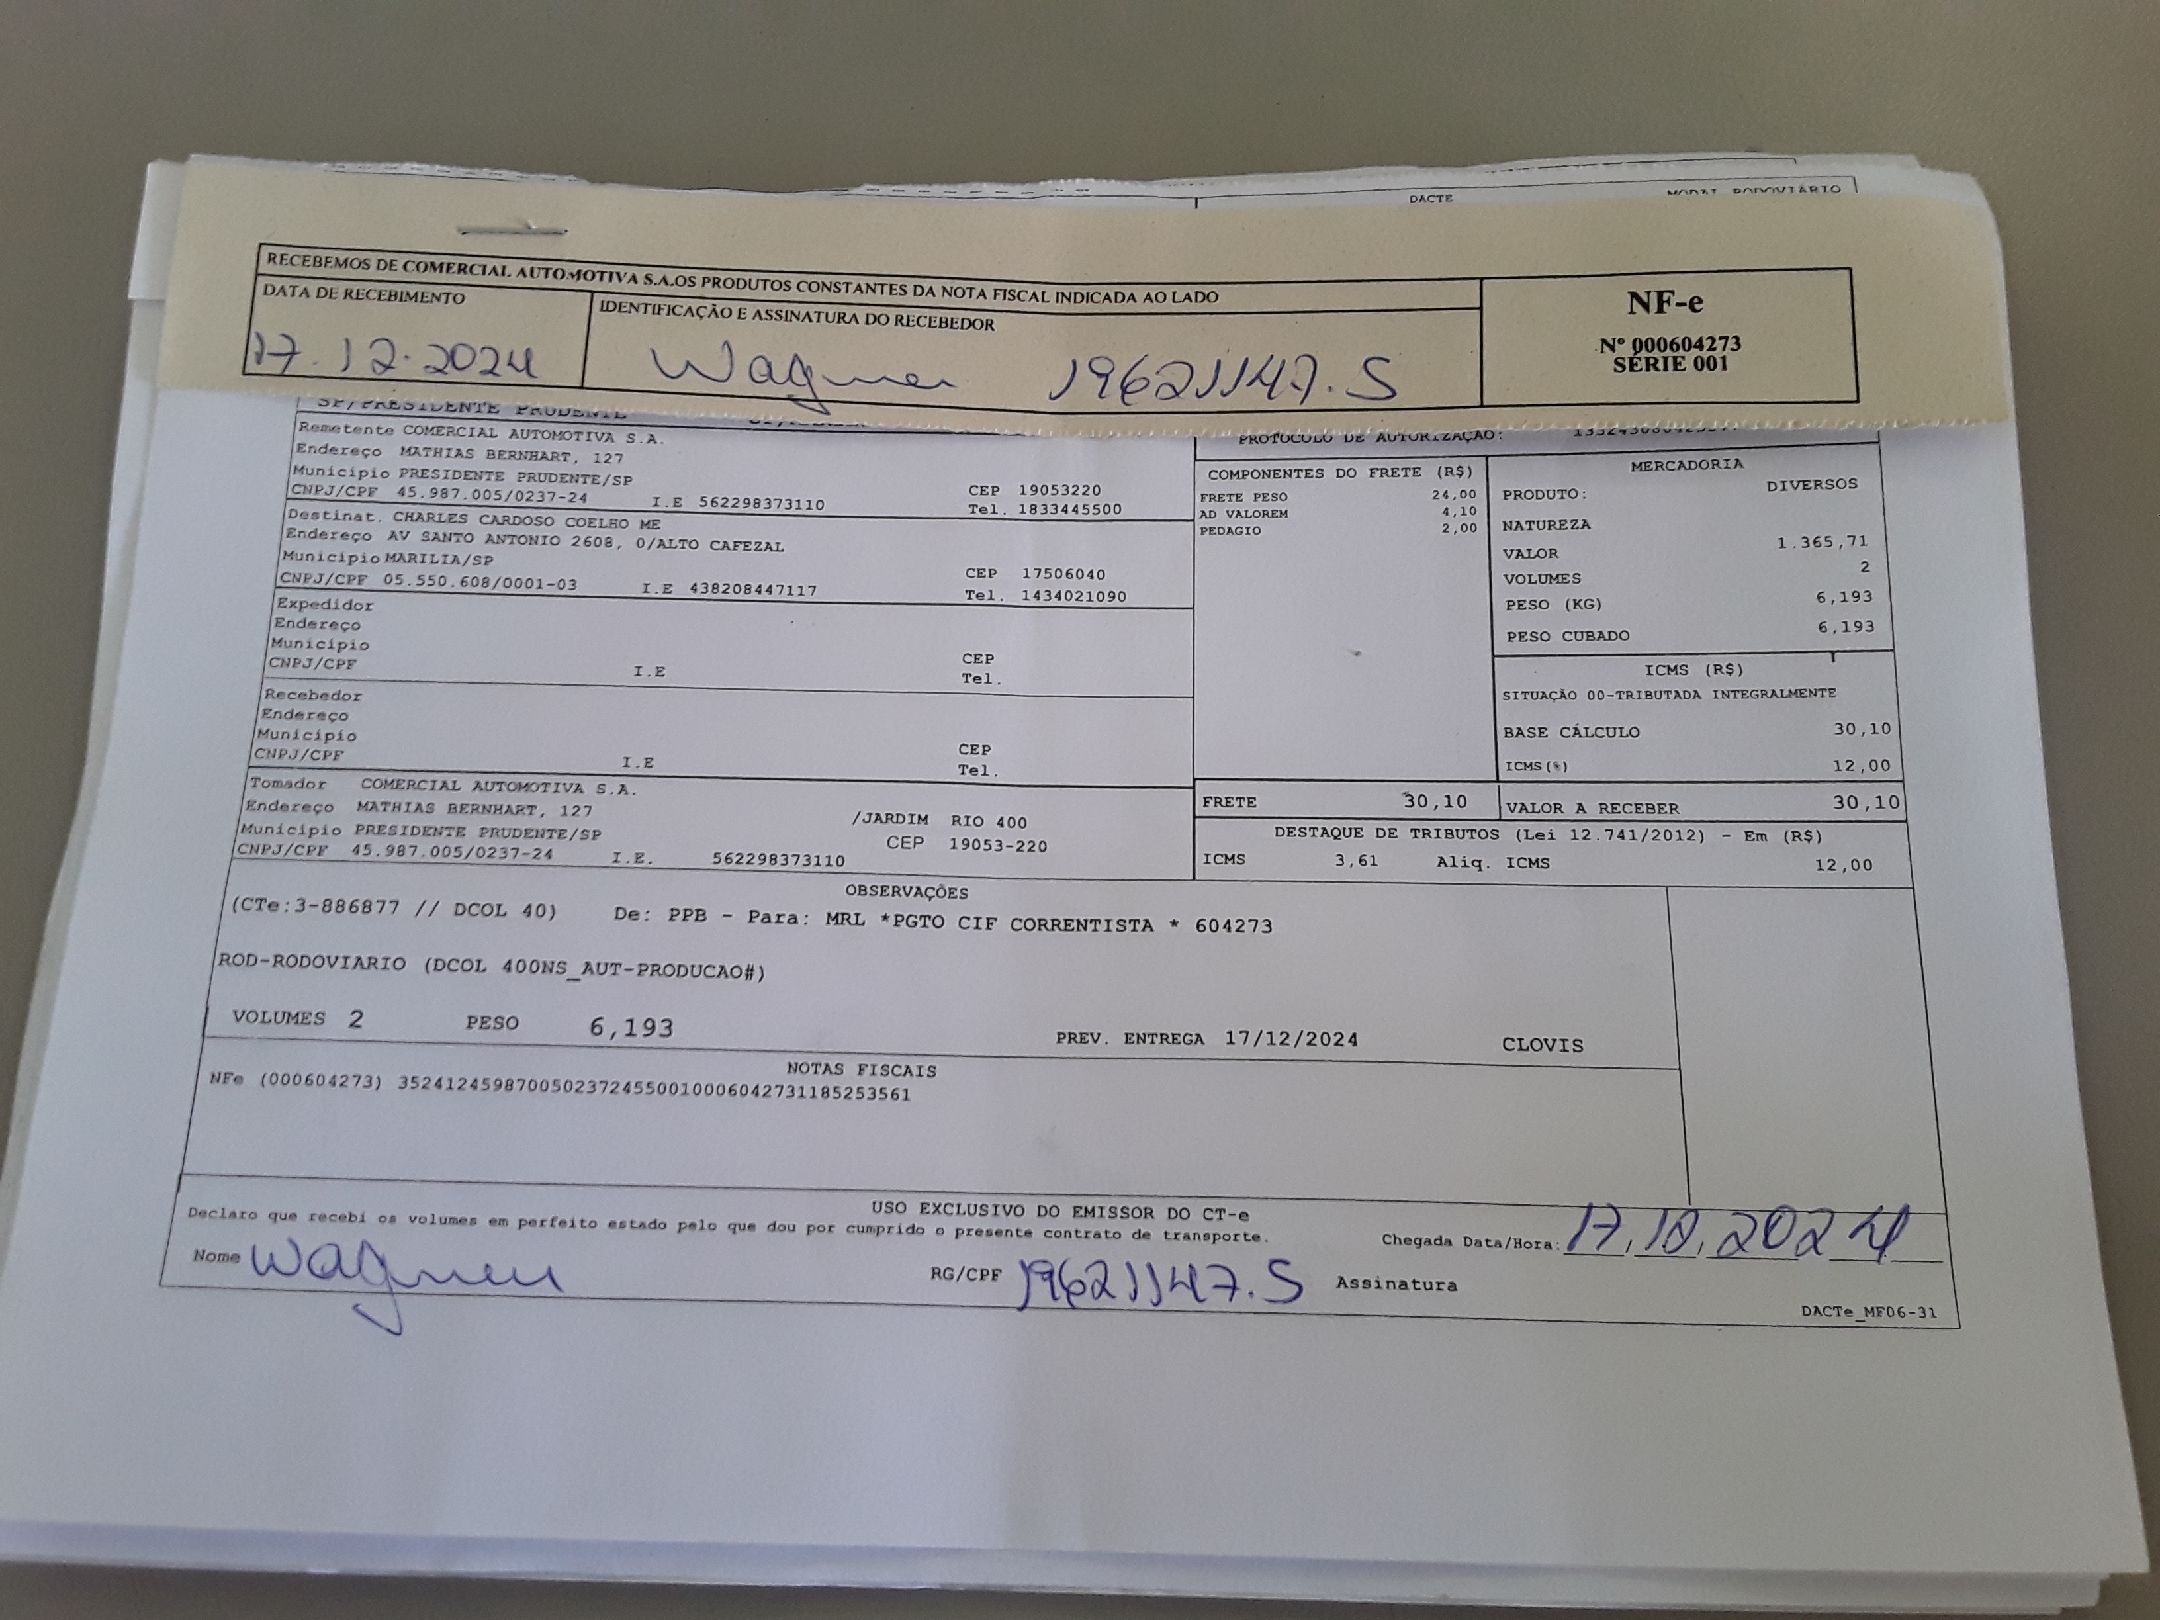 DACTE
MODAL RODOVIÁRIO
RECEBEMOS DE COMERCIAL AUTOMOTIVA S.A.OS PRODUTOS CONSTANTES DA NOTA FISCAL INDICADA AO LADO
DATA DE RECEBIMENTO
IDENTIFICAÇÃO E ASSINATURA DO RECEBEDOR
17.12.2024
Wagner 19621147.5
NF-e
Nº 000604273
SÉRIE 001
SP/PRESIDENTE PRUDENTE
PROTOCOLO DE AUTORIZAÇÃO:
Remetente COMERCIAL AUTOMOTIVA S.A.
Endereço MATHIAS BERNHART, 127
Município PRESIDENTE PRUDENTE/SP CEP 19053220
CNPJ/CPF 45.987.005/0237-24 I.E 562298373110 Tel. 1833445500
Destinat. CHARLES CARDOSO COELHO ME
Endereço AV SANTO ANTONIO 2608, 0/ALTO CAFEZAL
Município MARILIA/SP CEP 17506040
CNPJ/CPF 05.550.608/0001-03 I.E 438208447117 Tel. 1434021090
Expedidor
Endereço
Município CEP
CNPJ/CPF I.E Tel.
Recebedor
Endereço
Município CEP
CNPJ/CPF I.E Tel.
Tomador COMERCIAL AUTOMOTIVA S.A.
Endereço MATHIAS BERNHART, 127 /JARDIM RIO 400
Município PRESIDENTE PRUDENTE/SP CEP 19053-220
CNPJ/CPF 45.987.005/0237-24 I.E. 562298373110
COMPONENTES DO FRETE (R$)
FRETE PESO 24,00
AD VALOREM 4,10
PEDAGIO 2,00
MERCADORIA
PRODUTO: DIVERSOS
NATUREZA
VALOR 1.365,71
VOLUMES 2
PESO (KG) 6,193
PESO CUBADO 6,193
ICMS (R$)
SITUAÇÃO 00-TRIBUTADA INTEGRALMENTE
BASE CÁLCULO 30,10
ICMS(%) 12,00
FRETE 30,10 VALOR A RECEBER 30,10
DESTAQUE DE TRIBUTOS (Lei 12.741/2012) - Em (R$)
ICMS 3,61 Aliq. ICMS 12,00
OBSERVAÇÕES
(CTe:3-886877 // DCOL 40) De: PPB - Para: MRL *PGTO CIF CORRENTISTA * 604273
ROD-RODOVIARIO (DCOL 400NS_AUT-PRODUCAO#)
VOLUMES 2 PESO 6,193 PREV. ENTREGA 17/12/2024 CLOVIS
NOTAS FISCAIS
NFe (000604273) 35241245987005023724550010006042731185253561
USO EXCLUSIVO DO EMISSOR DO CT-e
Declaro que recebi os volumes em perfeito estado pelo que dou por cumprido o presente contrato de transporte.
Chegada Data/Hora: 17.12.2024
Nome Wagner RG/CPF 19621147.5 Assinatura
DACTe_MF06-31